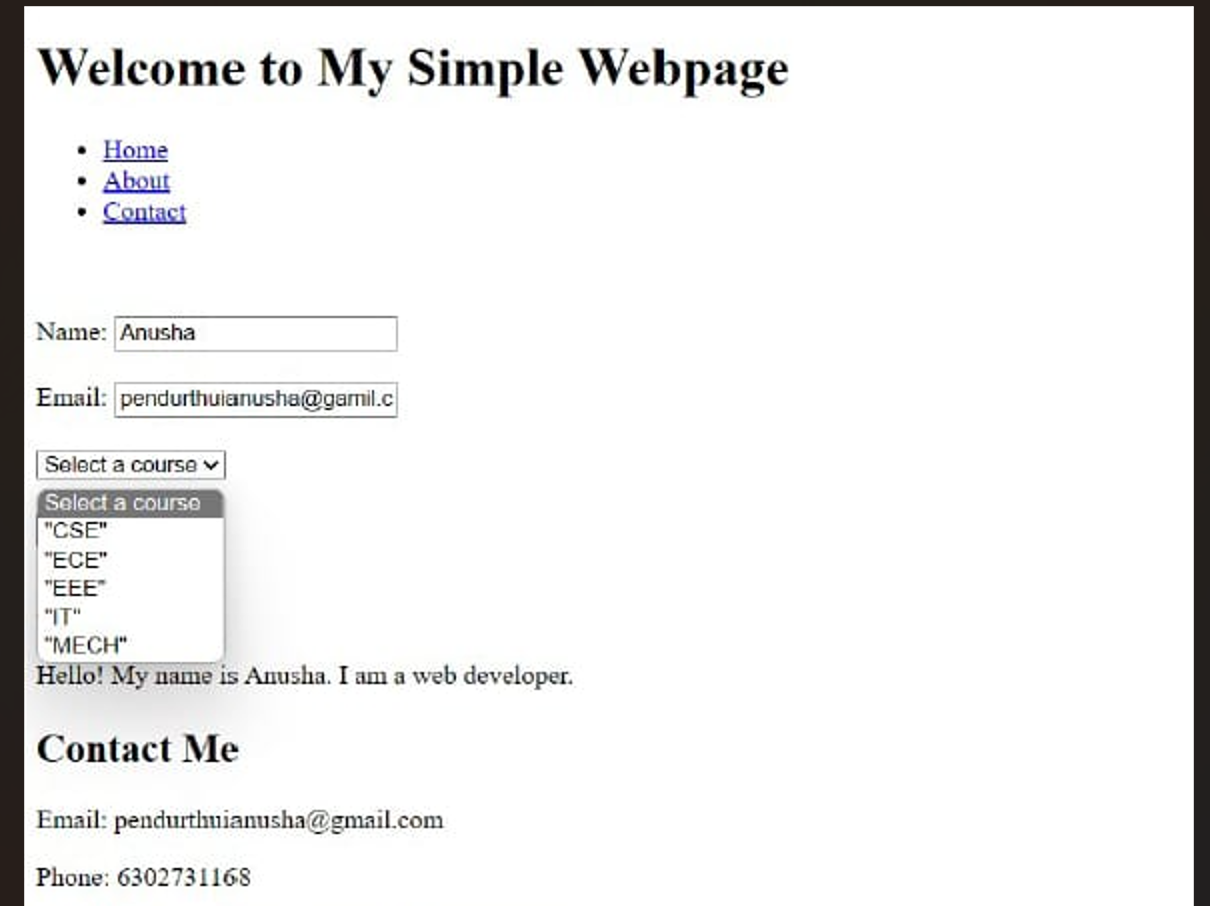 Welcome to My Simple Webpage
Home
About
Contact
Name: Anusha
Email: pendurthuianusha@gamil.c
Select a course
Select a course
"CSE"
"ECE"
"EEE"
"IT"
"MECH"
Hello! My name is Anusha. I am a web developer.
Contact Me
Email: pendurthuianusha@gmail.com
Phone: 6302731168